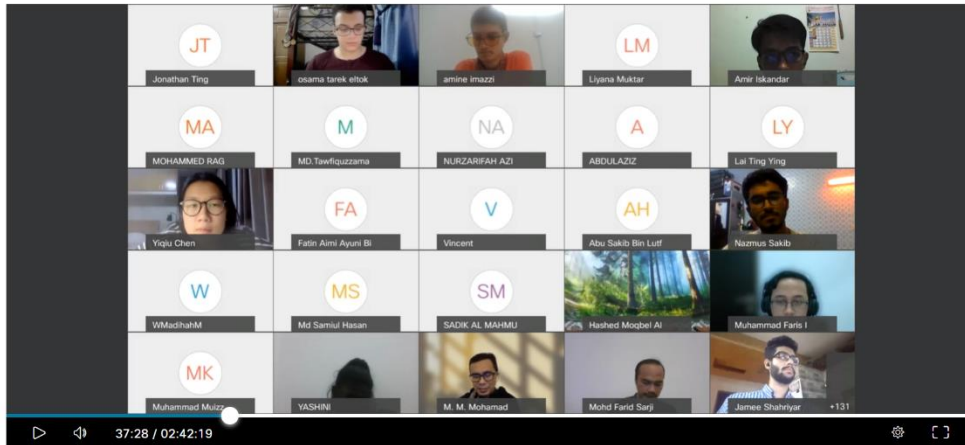 JT
LM
Jonathan Ting
osama tarek eltok
amine imazzi
Liyana Muktar
Amir Iskandar
MA
M
NA
A
LY
MOHAMMED RAG
MD.Tawfiquzzama
NURZARIFAH AZI
ABDULAZIZ
Lai Ting Ying
FA
V
AH
Yiqiu Chen
Fatin Aimi Ayuni Bi
Vincent
Abu Sakib Bin Lutf
Nazmus Sakib
W
MS
SM
WMadihahM
Md Samiul Hasan
SADIK AL MAHMU
Hashed Moqbel Al
Muhammad Faris I
MK
Muhammad Muizz
YASHINI
M. M. Mohamad
Mohd Farid Sarji
Jamee Shahriyar
+131
37:28 / 02:42:19